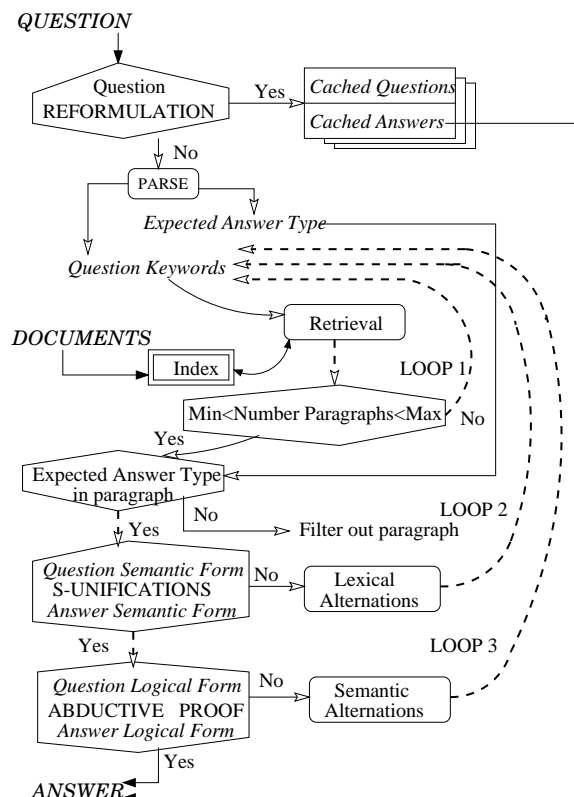 QUESTION
Question
REFORMULATION
Yes
Cached Questions
Cached Answers
No
PARSE
Expected Answer Type
Question Keywords
Retrieval
DOCUMENTS
Index
LOOP 1
Min<Number Paragraphs<Max
No
Yes
Expected Answer Type
in paragraph
No
Filter out paragraph
LOOP 2
Yes
Question Semantic Form
S-UNIFICATIONS
Answer Semantic Form
No
Lexical
Alternations
Yes
LOOP 3
Question Logical Form
ABDUCTIVE PROOF
Answer Logical Form
No
Semantic
Alternations
Yes
ANSWER